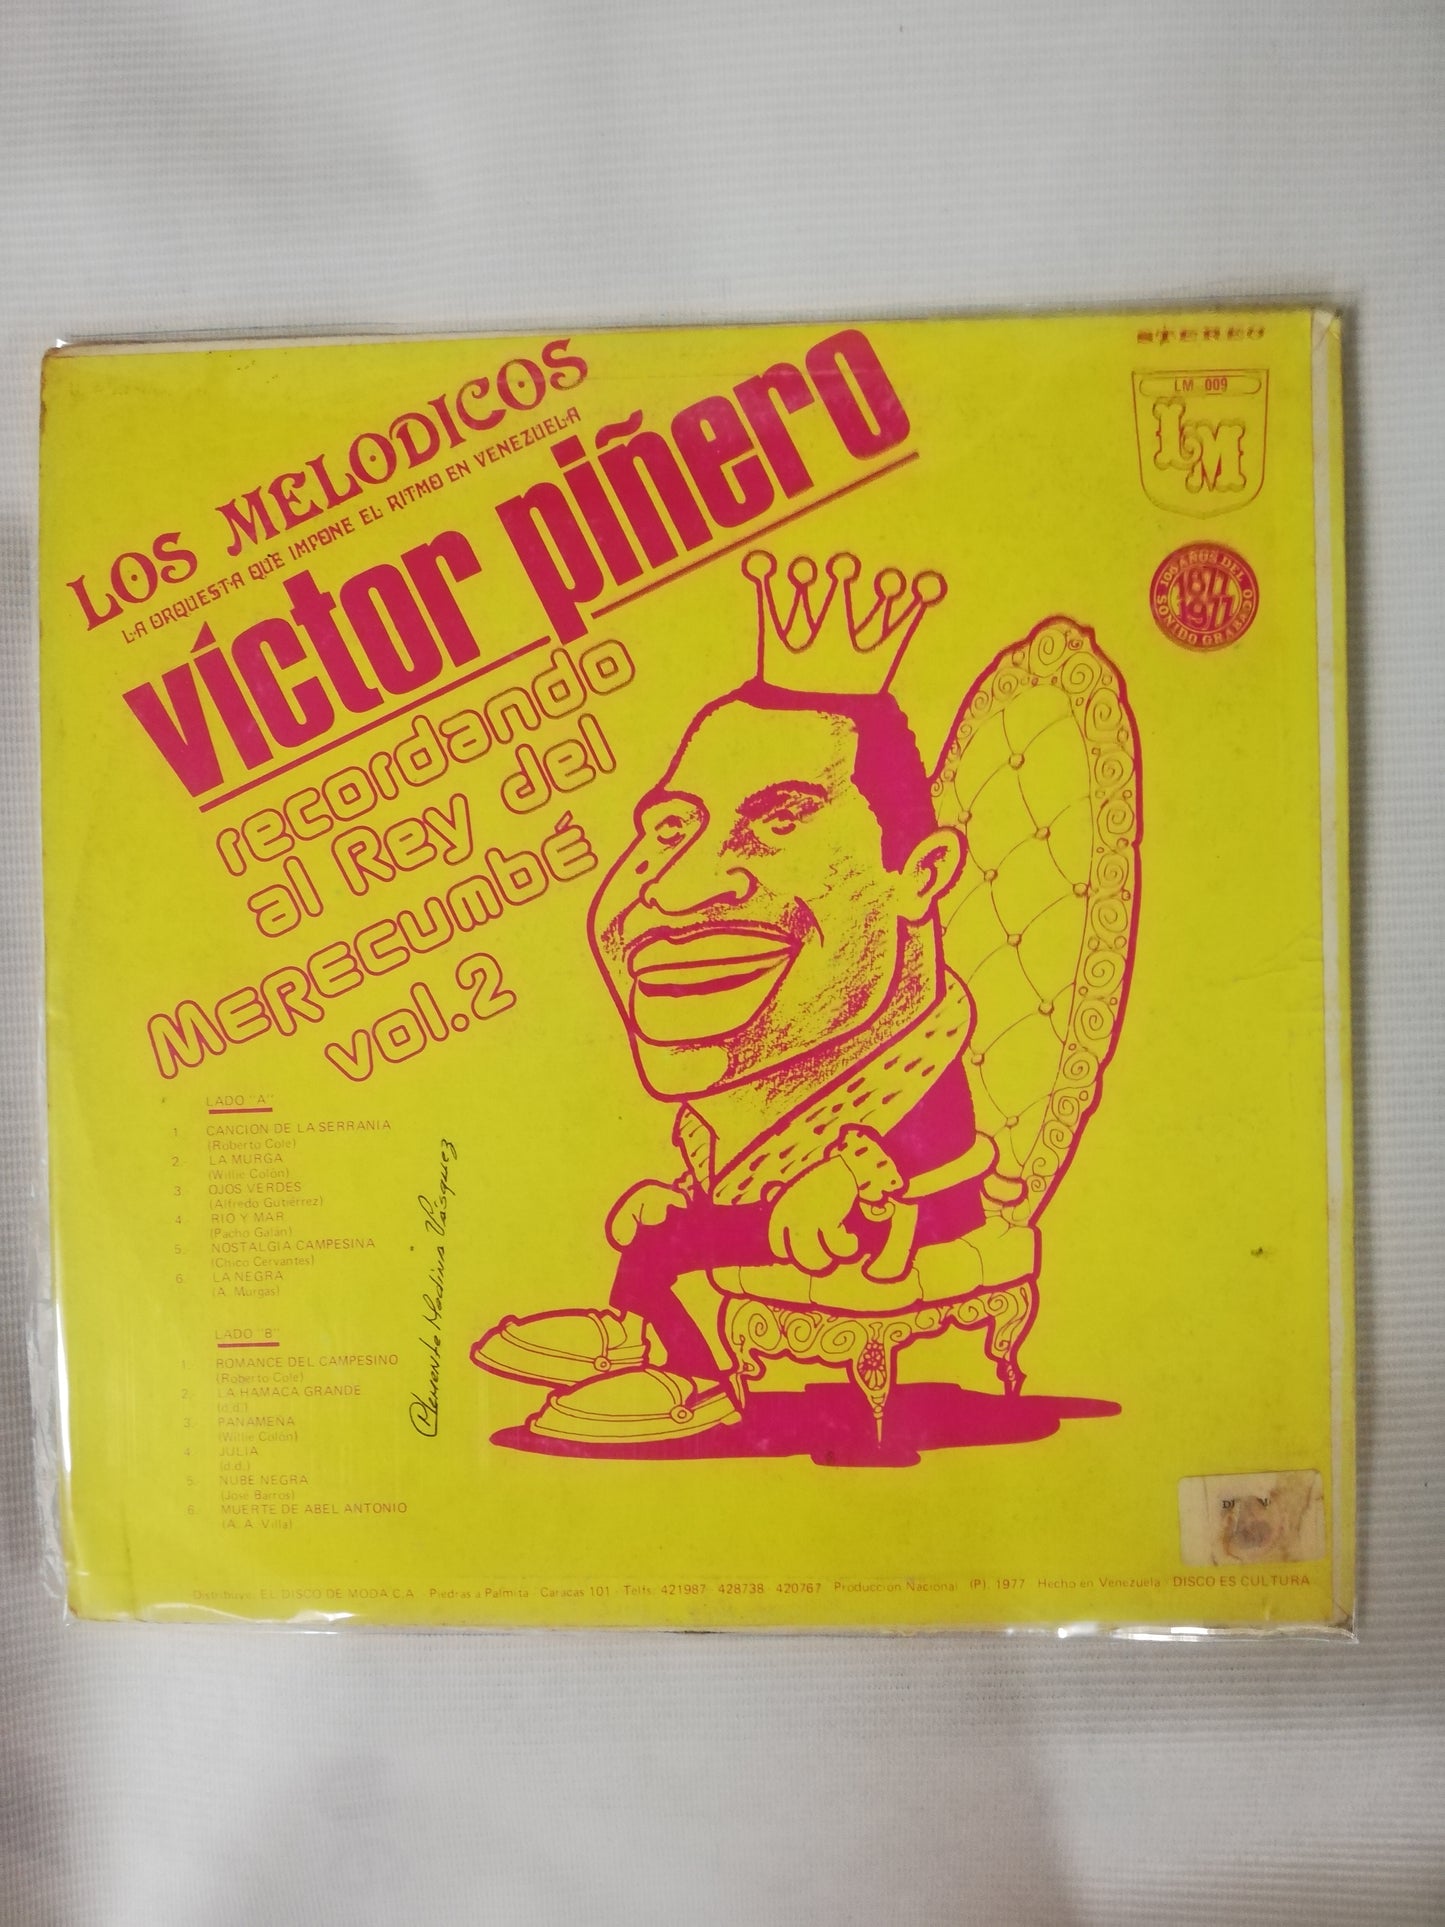 LOS MELODICOS
LA ORQUESTA QUE IMPONE EL RITMO EN VENEZUELA
víctor piñero
recordando
al Rey del
MERECUMBÉ
vol.2
STEREO
LM 009
LM
100 AÑOS DEL
1877
1977
SONIDO GRABADO
LADO "A"
1. CANCION DE LA SERRANIA
(Roberto Cole)
2.- LA MURGA
(Willie Colón)
3. OJOS VERDES
(Alfredo Gutiérrez)
4. RIO Y MAR
(Pacho Galán)
5.- NOSTALGIA CAMPESINA
(Chico Cervantes)
6. LA NEGRA
(A. Murgas)
LADO "B"
1.- ROMANCE DEL CAMPESINO
(Roberto Cole)
2.- LA HAMACA GRANDE
(d.d.)
3.- PANAMEÑA
(Willie Colón)
4. JULIA
(d.d.)
5.- NUBE NEGRA
(José Barros)
6. MUERTE DE ABEL ANTONIO
(A. A. Villa)
Vásquez
Distribuye: EL DISCO DE MODA C.A. Piedras a Palmita - Caracas 101 - Telfs: 421987 - 428738 - 420767 Producción Nacional (P). 1977 Hecho en Venezuela - DISCO ES CULTURA